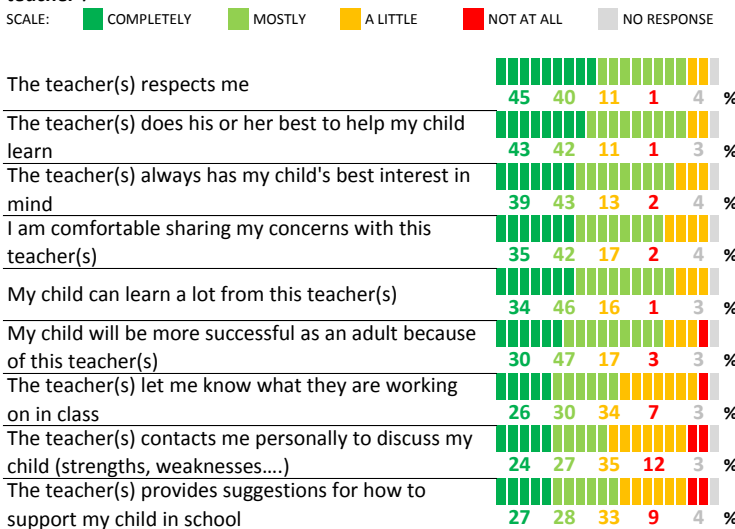 teacher?
SCALE: COMPLETELY MOSTLY A LITTLE NOT AT ALL NO RESPONSE
The teacher(s) respects me
45 40 11 1 4 %
The teacher(s) does his or her best to help my child
learn
43 42 11 1 3 %
The teacher(s) always has my child's best interest in
mind
39 43 13 2 4 %
I am comfortable sharing my concerns with this
teacher(s)
35 42 17 2 4 %
My child can learn a lot from this teacher(s)
34 46 16 1 3 %
My child will be more successful as an adult because
of this teacher(s)
30 47 17 3 3 %
The teacher(s) let me know what they are working
on in class
26 30 34 7 3 %
The teacher(s) contacts me personally to discuss my
child (strengths, weaknesses....)
24 27 35 12 3 %
The teacher(s) provides suggestions for how to
support my child in school
27 28 33 9 4 %